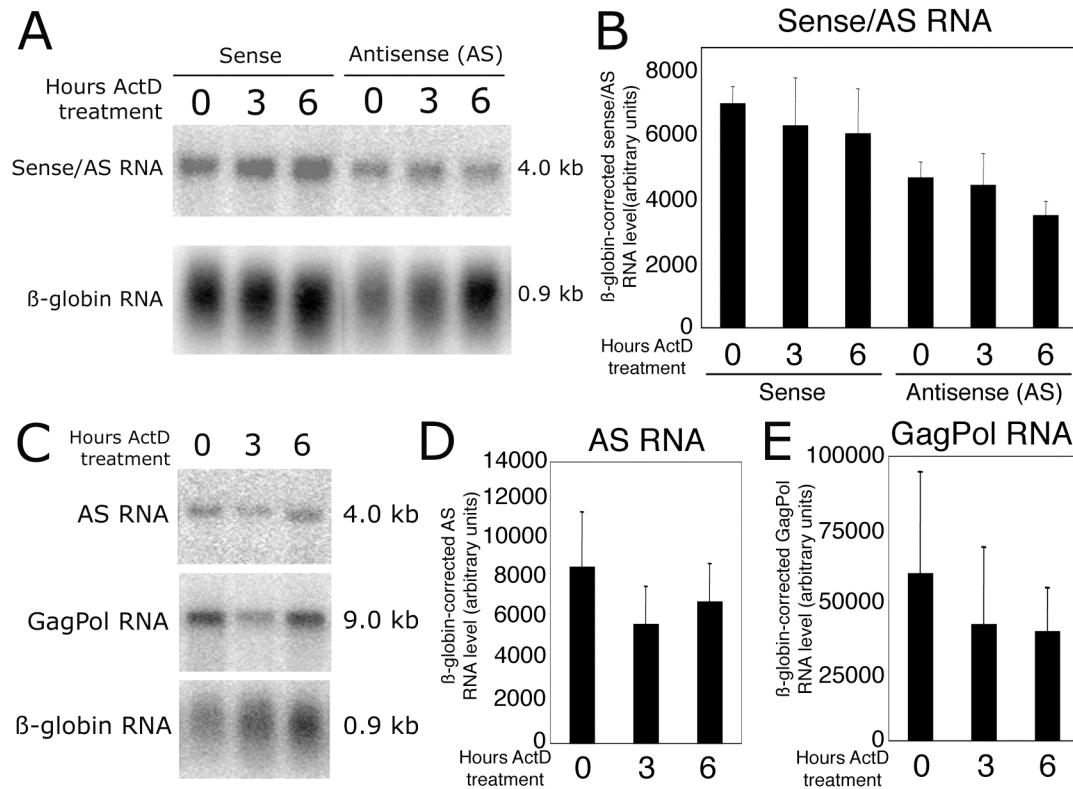 A
Sense Antisense (AS)
Hours ActD
treatment
0 3 6 0 3 6
Sense/AS RNA
4.0 kb
ß-globin RNA
0.9 kb
B
Sense/AS RNA
ß-globin-corrected sense/AS
RNA level(arbitrary units)
8000
6000
4000
2000
0
Hours ActD
treatment
0 3 6 0 3 6
Sense Antisense (AS)
C
Hours ActD
treatment
0 3 6
AS RNA
4.0 kb
GagPol RNA
9.0 kb
ß-globin RNA
0.9 kb
D
AS RNA
ß-globin-corrected AS
RNA level (arbitrary units)
14000
12000
10000
8000
6000
4000
2000
0
Hours ActD
treatment
0 3 6
E
GagPol RNA
ß-globin-corrected GagPol
RNA level (arbitrary units)
100000
75000
50000
25000
0
Hours ActD
treatment
0 3 6